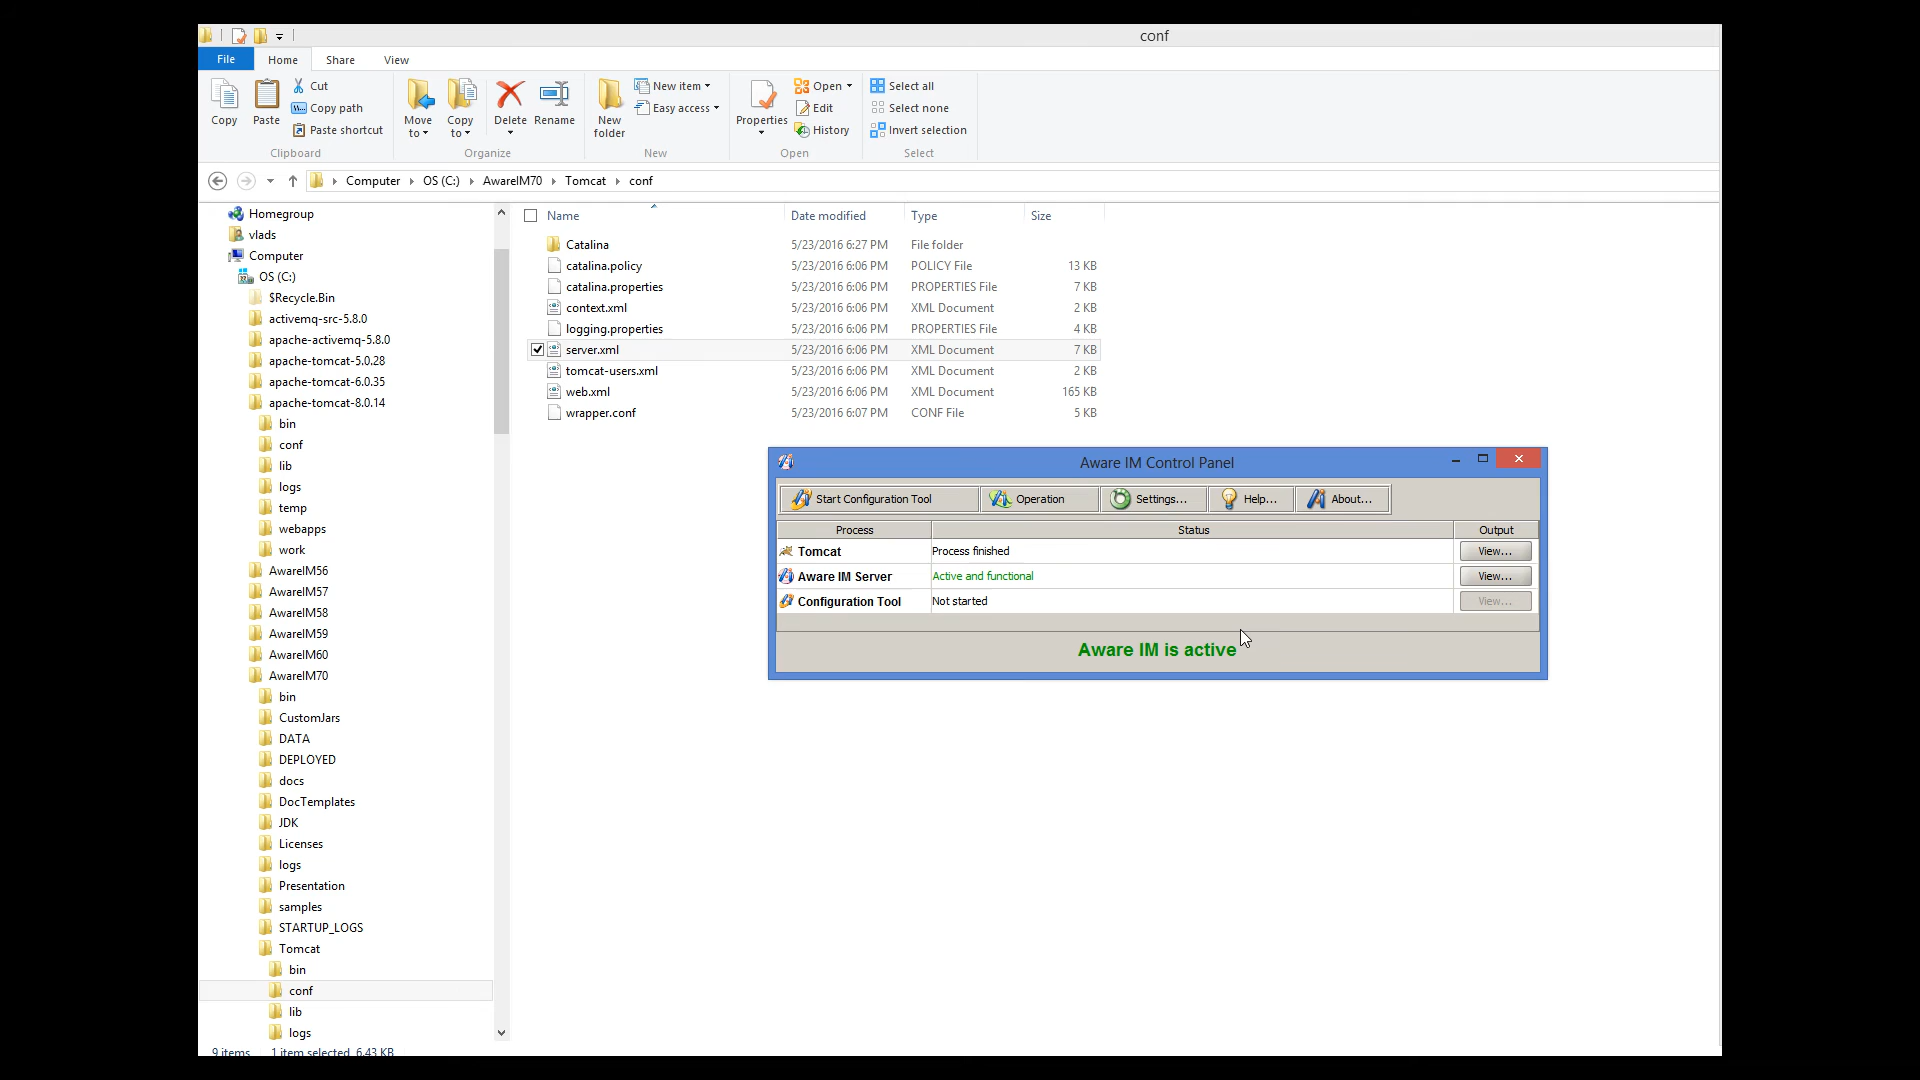 conf
File Home Share View
Copy
Paste
Cut
Copy path
Paste shortcut
Clipboard
Move to
Copy to
Delete
Rename
Organize
New folder
New item
Easy access
New
Properties
Open
Edit
History
Open
Select all
Select none
Invert selection
Select
Computer OS (C:) AwareIM70 Tomcat conf
Homegroup
vlads
Computer
OS (C:)
$Recycle.Bin
activemq-src-5.8.0
apache-activemq-5.8.0
apache-tomcat-5.0.28
apache-tomcat-6.0.35
apache-tomcat-8.0.14
bin
conf
lib
logs
temp
webapps
work
AwareIM56
AwareIM57
AwareIM58
AwareIM59
AwareIM60
AwareIM70
bin
CustomJars
DATA
DEPLOYED
docs
DocTemplates
JDK
Licenses
logs
Presentation
samples
STARTUP_LOGS
Tomcat
bin
conf
lib
logs
Name Date modified Type Size
Catalina 5/23/2016 6:27 PM File folder
catalina.policy 5/23/2016 6:06 PM POLICY File 13 KB
catalina.properties 5/23/2016 6:06 PM PROPERTIES File 7 KB
context.xml 5/23/2016 6:06 PM XML Document 2 KB
logging.properties 5/23/2016 6:06 PM PROPERTIES File 4 KB
server.xml 5/23/2016 6:06 PM XML Document 7 KB
tomcat-users.xml 5/23/2016 6:06 PM XML Document 2 KB
web.xml 5/23/2016 6:06 PM XML Document 165 KB
wrapper.conf 5/23/2016 6:07 PM CONF File 5 KB
Aware IM Control Panel
Start Configuration Tool Operation Settings... Help... About...
Process Status Output
Tomcat Process finished View...
Aware IM Server Active and functional View...
Configuration Tool Not started View...
Aware IM is active
9 items 1 item selected 6.43 KB